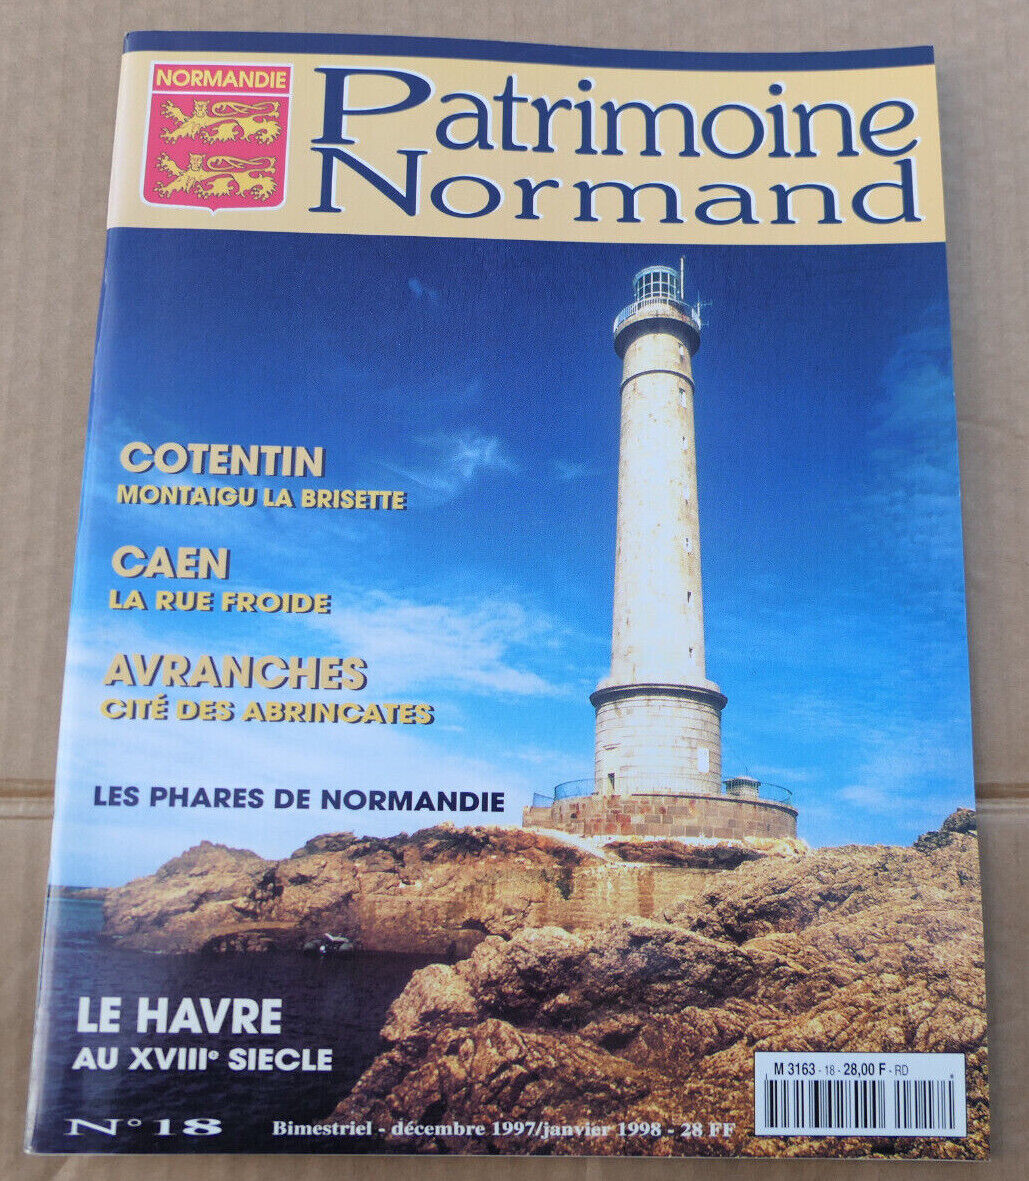 NORMANDIE
Patrimoine
Normand
COTENTIN
MONTAIGU LA BRISETTE
CAEN
LA RUE FROIDE
AVRANCHES
CITÉ DES ABRINCATES
LES PHARES DE NORMANDIE
LE HAVRE
AU XVIIIe SIECLE
M 3163 - 18 - 28,00 F - RD
N° 18
Bimestriel - décembre 1997/janvier 1998 - 28 FF